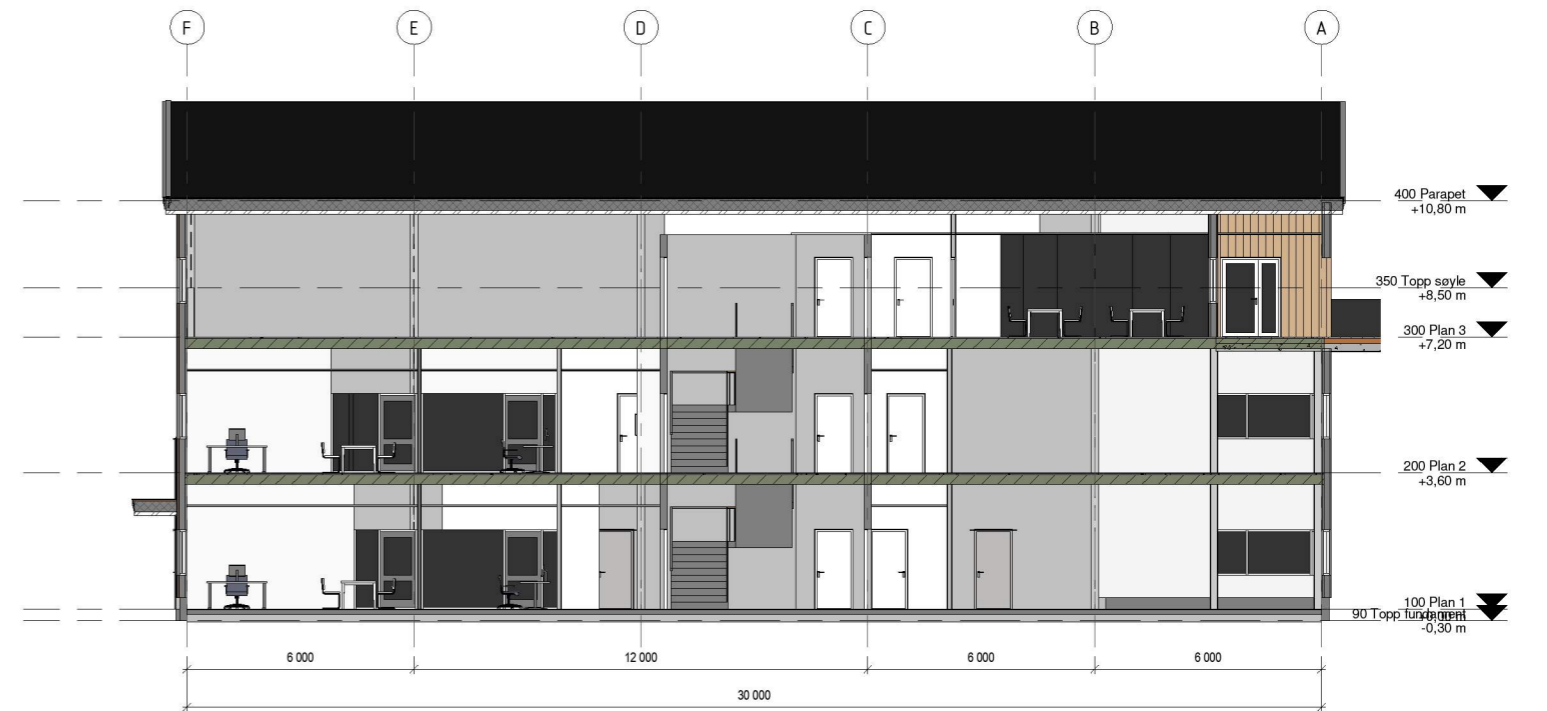 F E D C B A
400 Parapet
+10,80 m
350 Topp søyle
+8,50 m
300 Plan 3
+7,20 m
200 Plan 2
+3,60 m
100 Plan 1
90 Topp fundament
-0,30 m
6 000 12 000 6 000 6 000
30 000